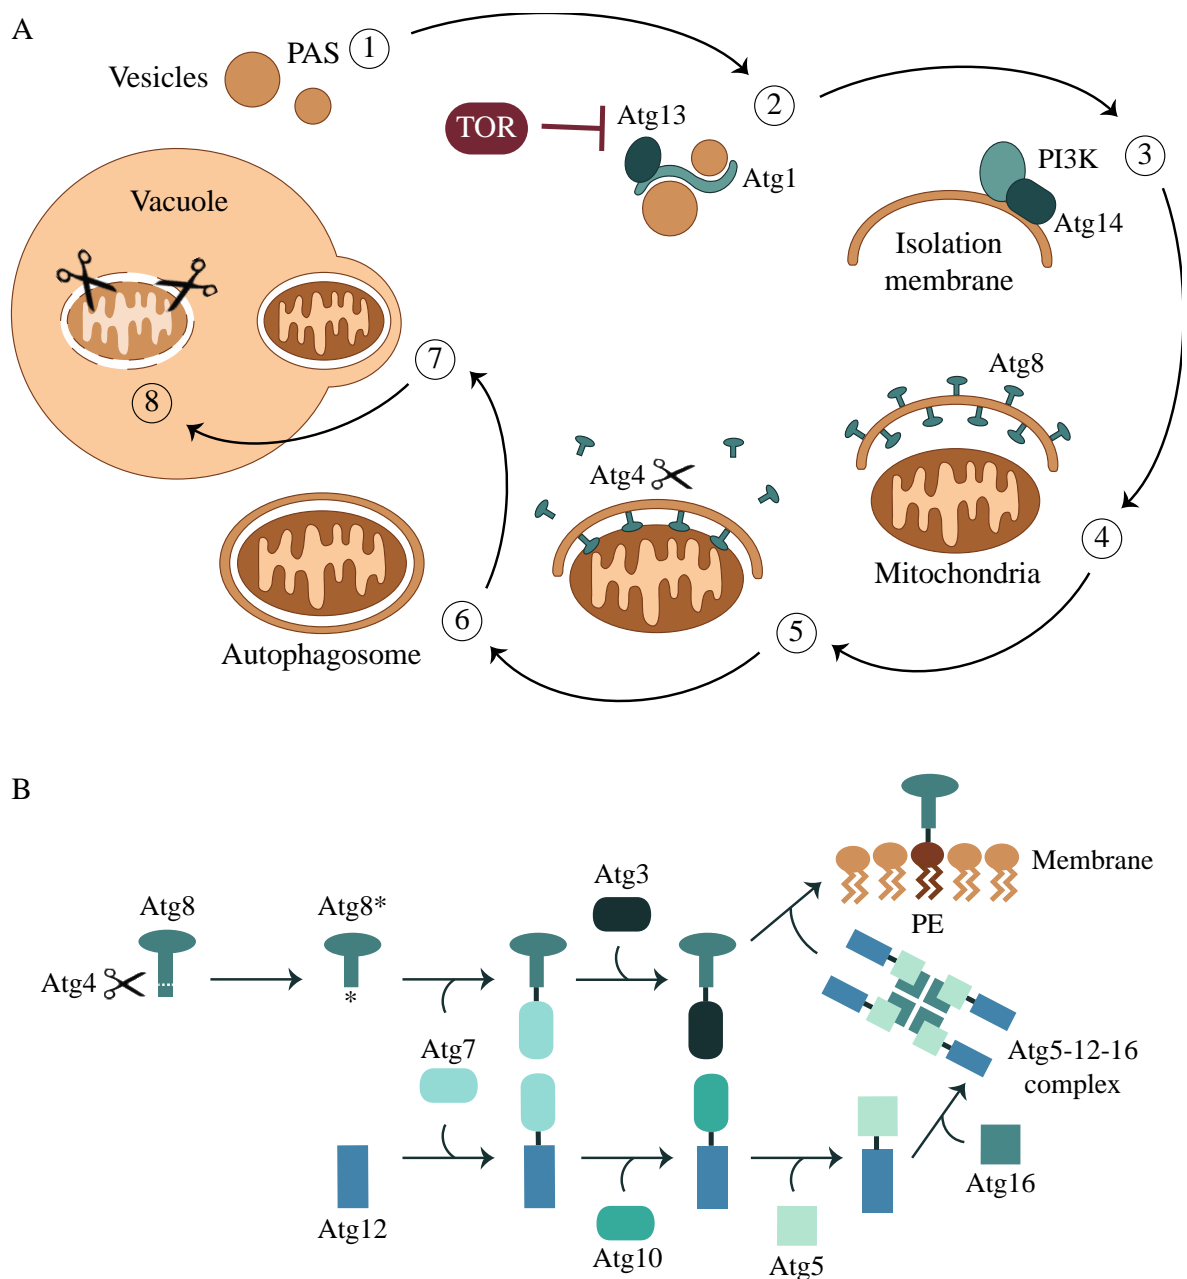 A
PAS
1
Vesicles
2
TOR
Atg13
3
PI3K
Atg1
Vacuole
Atg14
Isolation
membrane
7
Atg8
8
Atg4
4
Mitochondria
6
5
Autophagosome
B
Membrane
Atg3
Atg8
Atg8*
PE
Atg4
*
Atg7
Atg5-12-16
complex
Atg16
Atg12
Atg10
Atg5